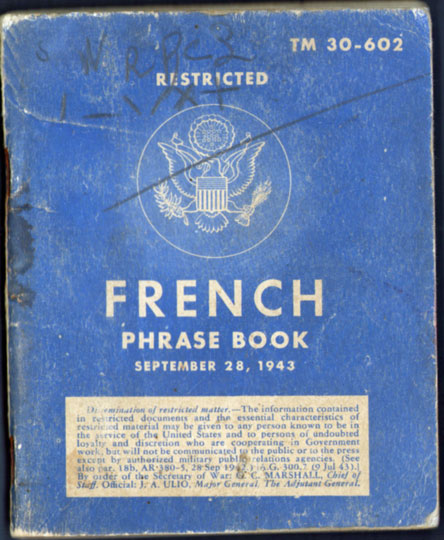 TM 30-602
RESTRICTED
FRENCH
PHRASE BOOK
SEPTEMBER 28, 1943
Dissemination of restricted matter.—The information contained
in restricted documents and the essential characteristics of
restricted material may be given to any person known to be in
the service of the United States and to persons of undoubted
loyalty and discretion who are cooperating in Government
work, but will not be communicated to the public or to the press
except by authorized military public relations agencies. (See
also par. 18b, AR 380-5, 28 Sep 1942, A.G. 300.7 (9 Jul 43).)
By order of the Secretary of War: G. C. MARSHALL, Chief of
Staff. Official: J. A. ULIO, Major General, The Adjutant General.